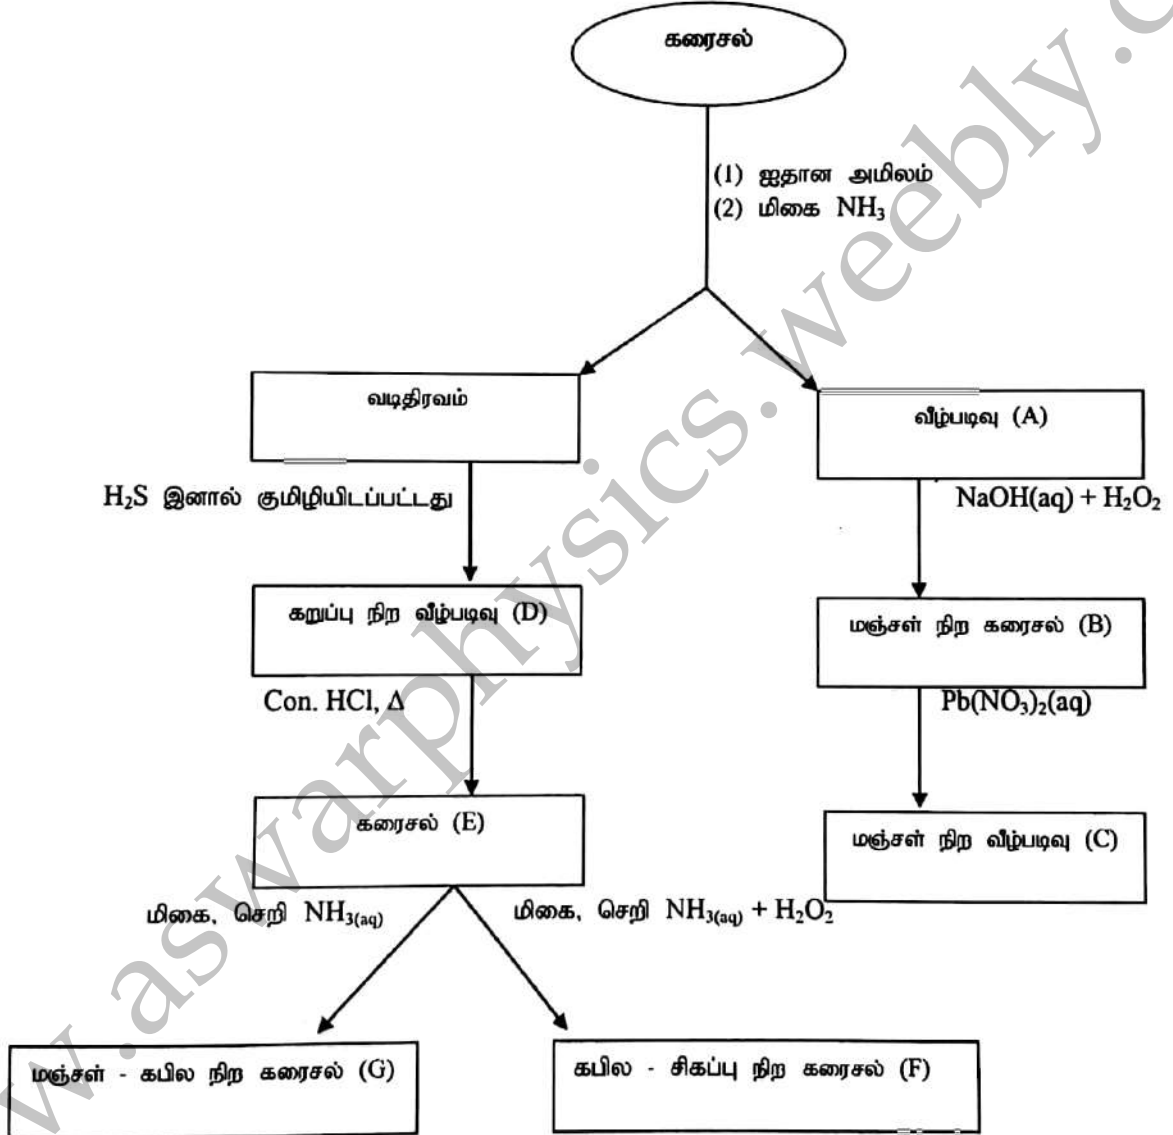 கரைசல்
(1) ஐதான அமிலம்
(2) மிகை NH₃
வடிதிரவம்
வீழ்படிவு (A)
H₂S இனால் குமிழியிடப்பட்டது
NaOH(aq) + H₂O₂
கறுப்பு நிற வீழ்படிவு (D)
மஞ்சள் நிற கரைசல் (B)
Con. HCl, Δ
Pb(NO₃)₂(aq)
கரைசல் (E)
மஞ்சள் நிற வீழ்படிவு (C)
மிகை, செறி NH₃(aq)
மிகை, செறி NH₃(aq) + H₂O₂
மஞ்சள் - கபில நிற கரைசல் (G)
கபில - சிகப்பு நிற கரைசல் (F)
w.aswarphysics.weebly.c